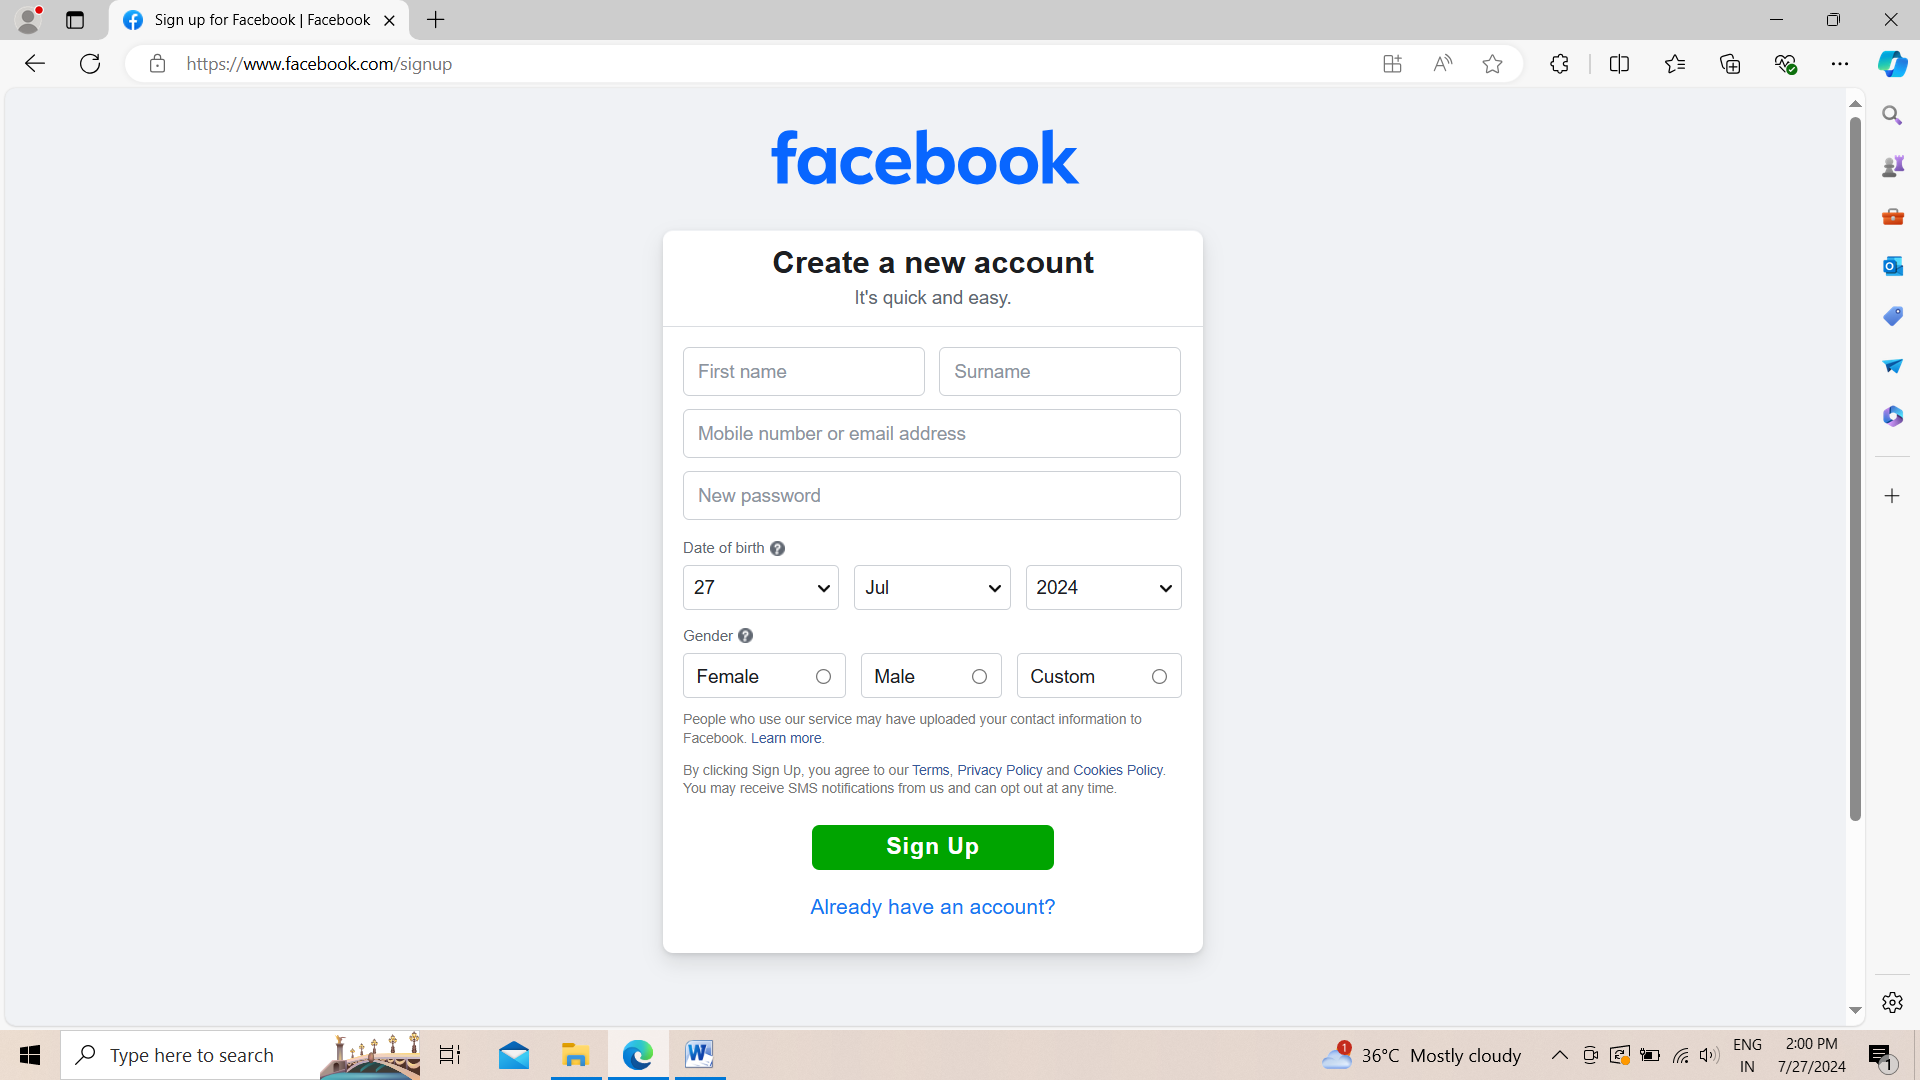 Sign up for Facebook | Facebook
https://www.facebook.com/signup
facebook
Create a new account
It's quick and easy.
First name
Surname
Mobile number or email address
New password
Date of birth
27
Jul
2024
Gender
Female
Male
Custom
People who use our service may have uploaded your contact information to
Facebook. Learn more.
By clicking Sign Up, you agree to our Terms, Privacy Policy and Cookies Policy.
You may receive SMS notifications from us and can opt out at any time.
Sign Up
Already have an account?
Type here to search
1
36°C Mostly cloudy
ENG
IN
2:00 PM
7/27/2024
1